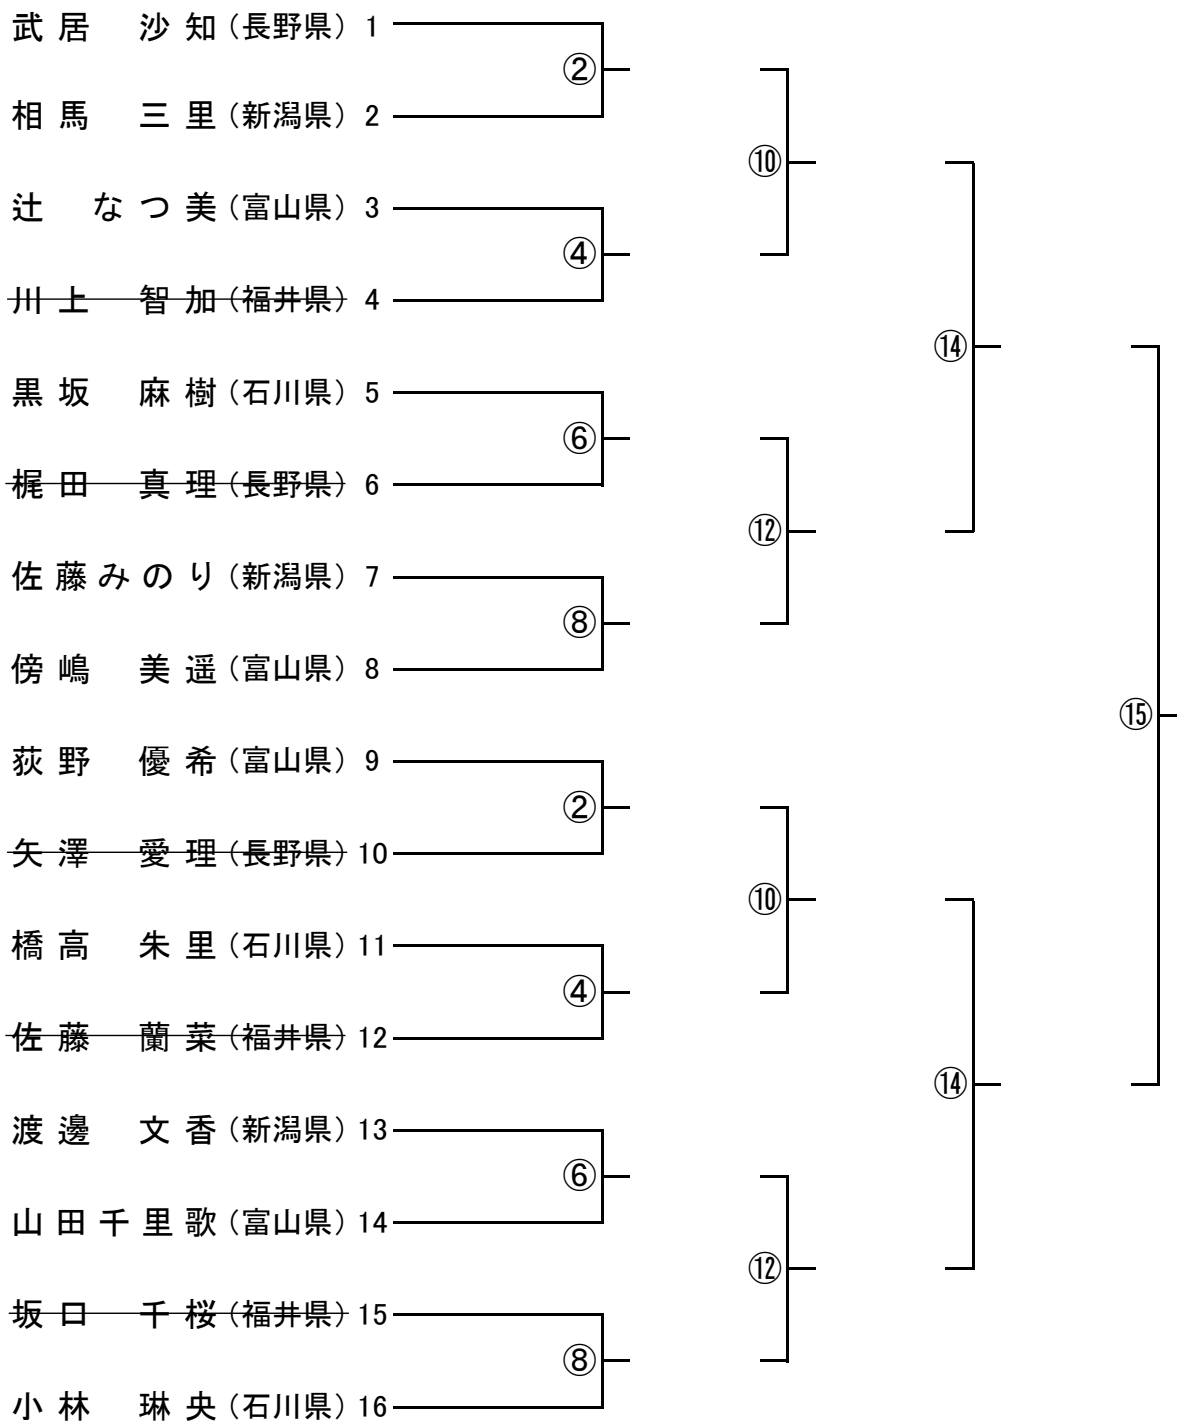 武居 沙知（長野県）1
②
相馬 三里（新潟県）2
⑩
辻 なつ美（富山県）3
④
川上 智加（福井県）4
⑭
黒坂 麻樹（石川県）5
⑥
梶田 真理（長野県）6
⑫
佐藤みのり（新潟県）7
⑧
傍嶋 美遥（富山県）8
⑮
荻野 優希（富山県）9
②
矢澤 愛理（長野県）10
⑩
橋高 朱里（石川県）11
④
佐藤 蘭菜（福井県）12
⑭
渡邊 文香（新潟県）13
⑥
山田千里歌（富山県）14
⑫
坂口 千桜（福井県）15
⑧
小林 琳央（石川県）16